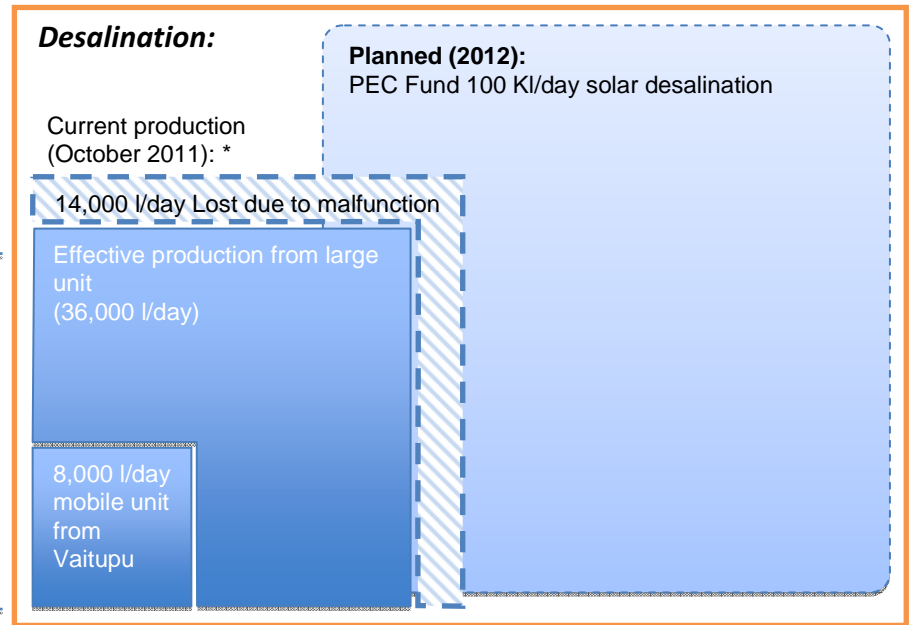 Desalination:
Planned (2012):
PEC Fund 100 Kl/day solar desalination
Current production
(October 2011): *
14,000 l/day Lost due to malfunction
Effective production from large
unit
(36,000 l/day)
8,000 l/day
mobile unit
from
Vaitupu